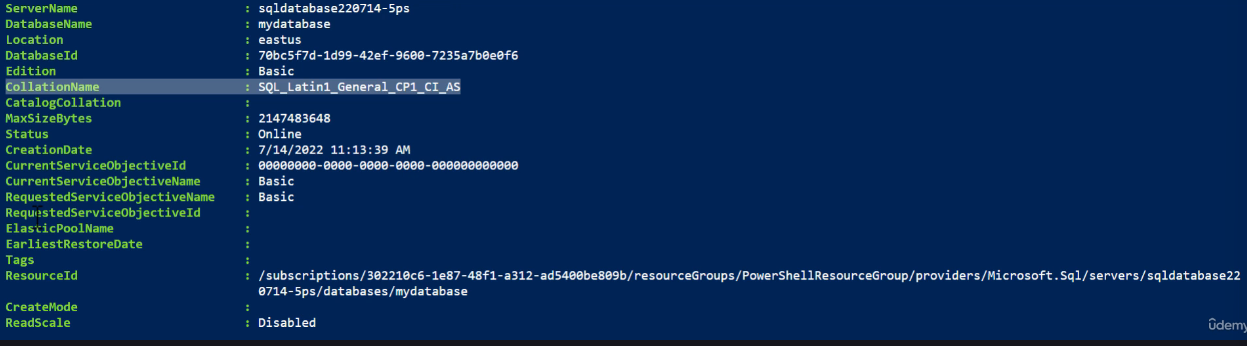 ServerName : sqldatabase220714-5ps
DatabaseName : mydatabase
Location : eastus
DatabaseId : 70bc5f7d-1d99-42ef-9600-7235a7b0e0f6
Edition : Basic
CollationName : SQL_Latin1_General_CP1_CI_AS
CatalogCollation :
MaxSizeBytes : 2147483648
Status : Online
CreationDate : 7/14/2022 11:13:39 AM
CurrentServiceObjectiveId : 00000000-0000-0000-0000-000000000000
CurrentServiceObjectiveName : Basic
RequestedServiceObjectiveName : Basic
RequestedServiceObjectiveId :
ElasticPoolName :
EarliestRestoreDate :
Tags :
ResourceId : /subscriptions/302210c6-1e87-48f1-a312-ad5400be809b/resourceGroups/PowerShellResourceGroup/providers/Microsoft.Sql/servers/sqldatabase22
0714-5ps/databases/mydatabase
CreateMode :
ReadScale : Disabled
udemy